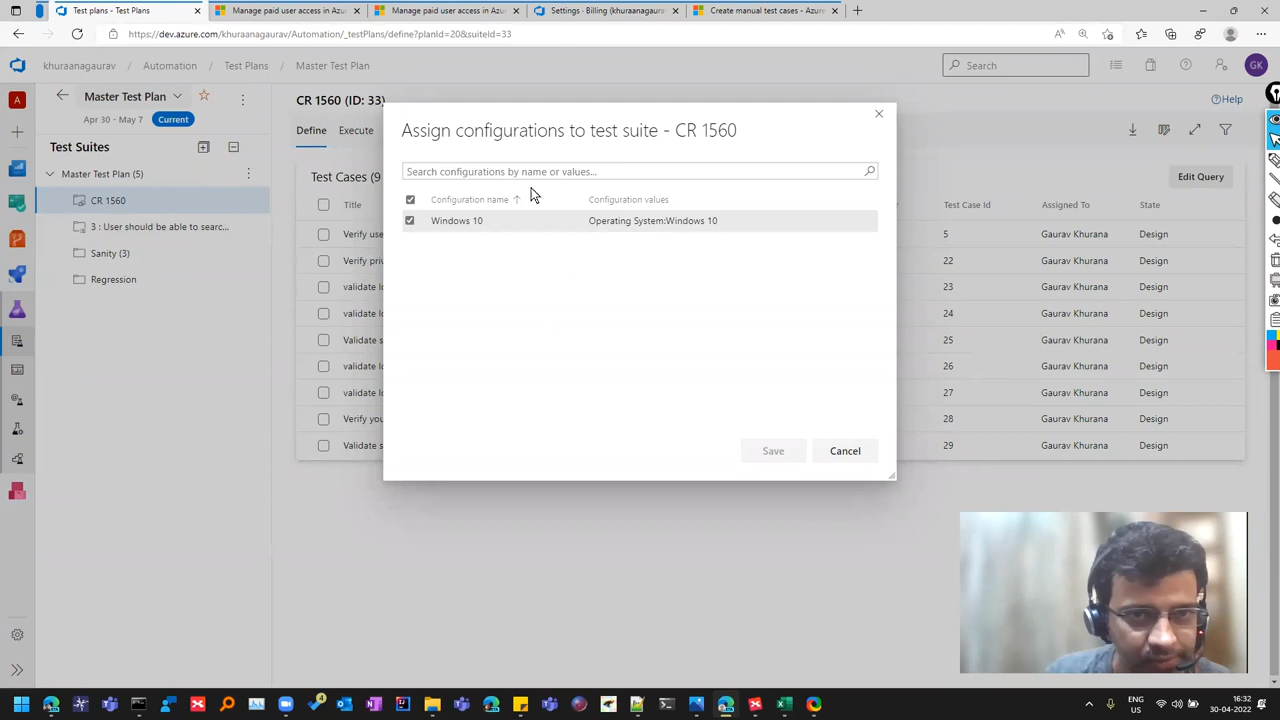 Test plans - Test Plans
Manage paid user access in Azur
Manage paid user access in Azur
Settings - Billing (khuraanagaurav
Create manual test cases - Azure
https://dev.azure.com/khuraanagaurav/Automation/_testPlans/define?planId=20&suiteId=33
khuraanagaurav / Automation / Test Plans / Master Test Plan
Search
GK
A
Master Test Plan
Apr 30 - May 7 Current
CR 1560 (ID: 33)
Help
Define Execute
Test Suites
Master Test Plan (5)
CR 1560
3 : User should be able to searc...
Sanity (3)
Regression
Test Cases (9
Edit Query
Title
Test Case Id
Assigned To
State
Verify use
5
Gaurav Khurana
Design
Verify priv
22
Gaurav Khurana
Design
validate lo
23
Gaurav Khurana
Design
validate lo
24
Gaurav Khurana
Design
Validate s
25
Gaurav Khurana
Design
validate lo
26
Gaurav Khurana
Design
validate lo
27
Gaurav Khurana
Design
Verify you
28
Gaurav Khurana
Design
Validate s
29
Gaurav Khurana
Design
Assign configurations to test suite - CR 1560
Search configurations by name or values...
Configuration name
Configuration values
Windows 10
Operating System:Windows 10
Save
Cancel
ENG
US
16:32
30-04-2022